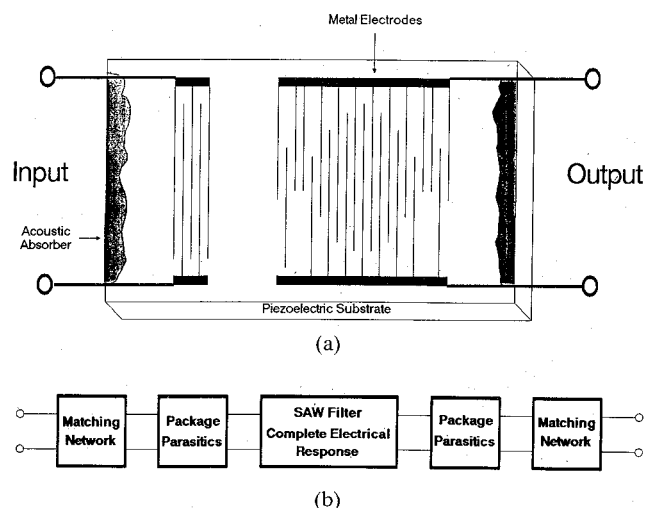 Metal Electrodes
Input
Output
Acoustic
Absorber
Piezoelectric Substrate
(a)
Matching
Network
Package
Parasitics
SAW Filter
Complete Electrical
Response
Package
Parasitics
Matching
Network
(b)